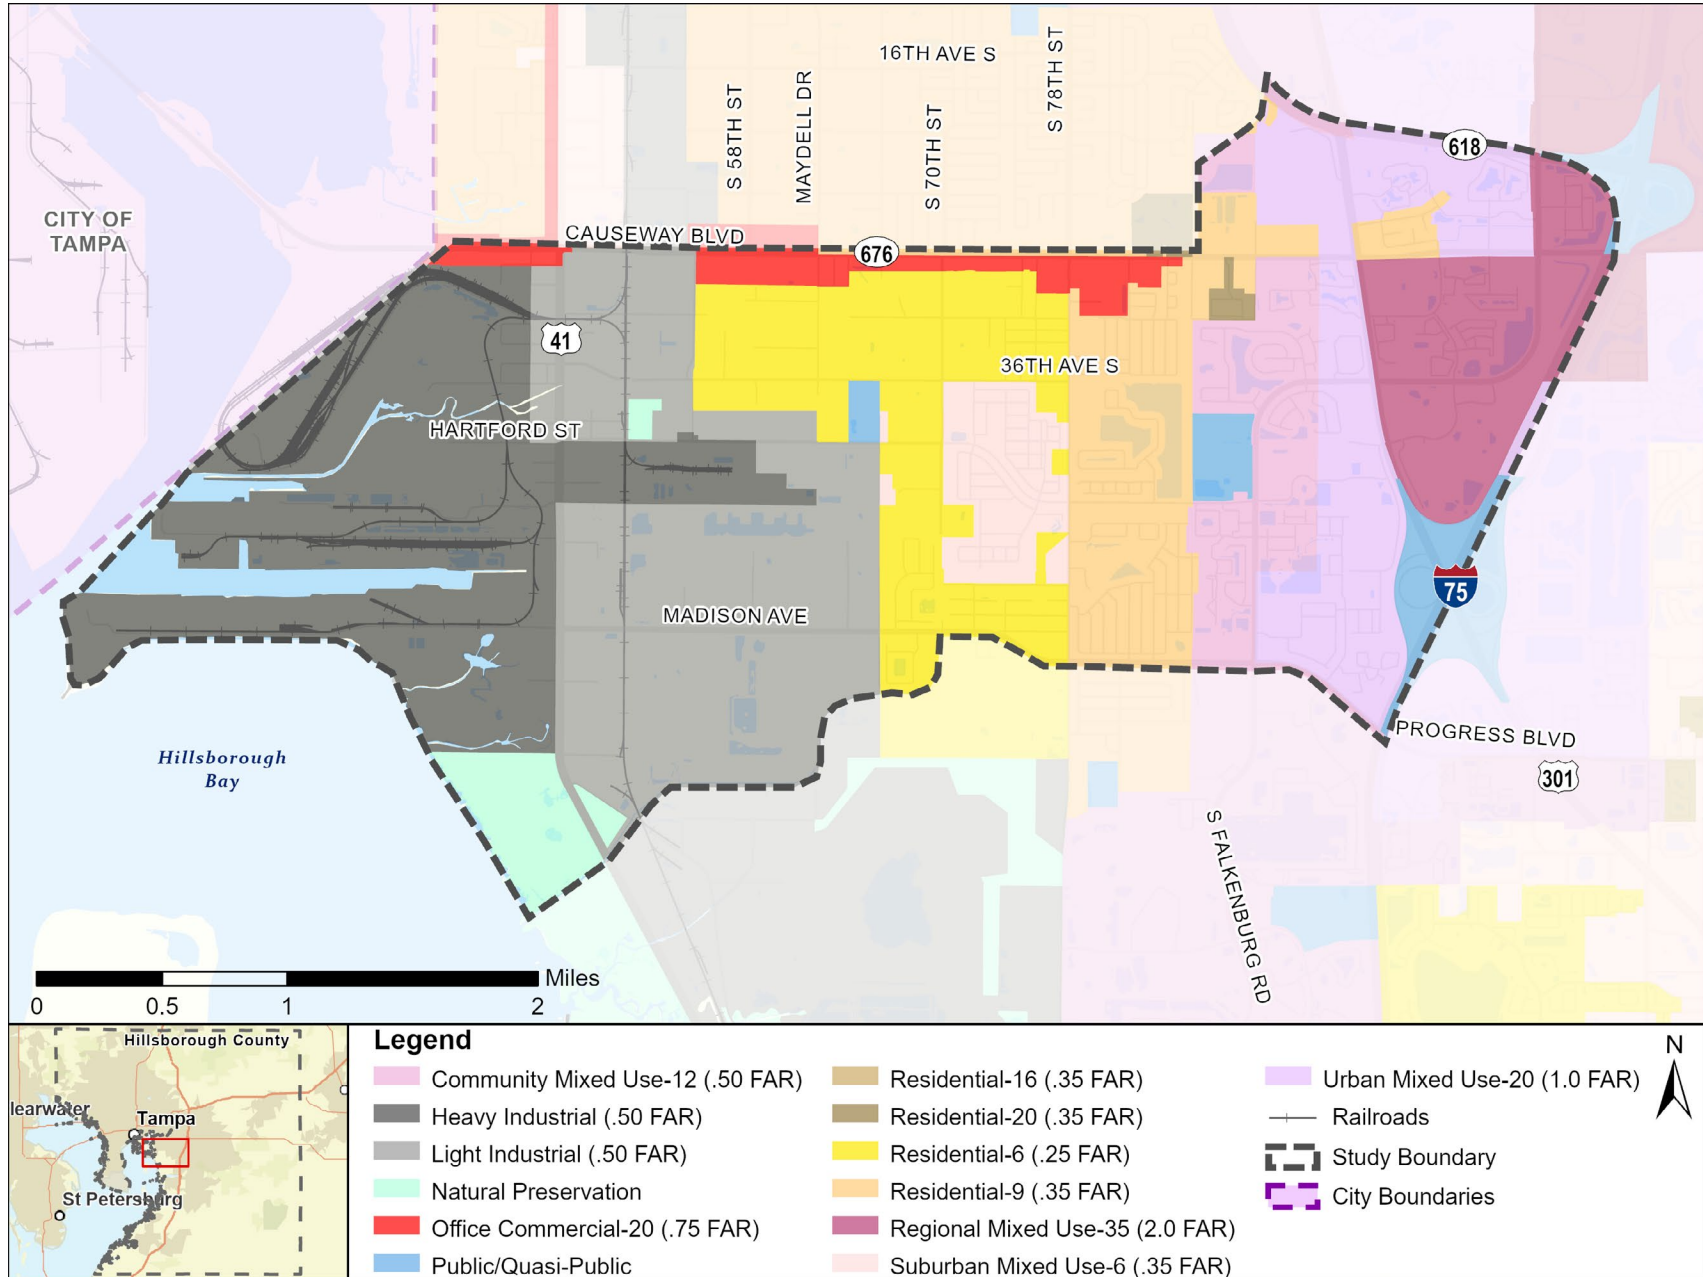 16TH AVE S
S 58TH ST
MAYDELL DR
S 70TH ST
S 78TH ST
618
CITY OF
TAMPA
CAUSEWAY BLVD
676
41
36TH AVE S
HARTFORD ST
75
MADISON AVE
PROGRESS BLVD
301
Hillsborough
Bay
S FALKENBURG RD
Miles
0 0.5 1 2
Hillsborough County
learwater
Tampa
St Petersburg
Legend
Community Mixed Use-12 (.50 FAR)
Heavy Industrial (.50 FAR)
Light Industrial (.50 FAR)
Natural Preservation
Office Commercial-20 (.75 FAR)
Public/Quasi-Public
Residential-16 (.35 FAR)
Residential-20 (.35 FAR)
Residential-6 (.25 FAR)
Residential-9 (.35 FAR)
Regional Mixed Use-35 (2.0 FAR)
Suburban Mixed Use-6 (.35 FAR)
Urban Mixed Use-20 (1.0 FAR)
Railroads
Study Boundary
City Boundaries
N